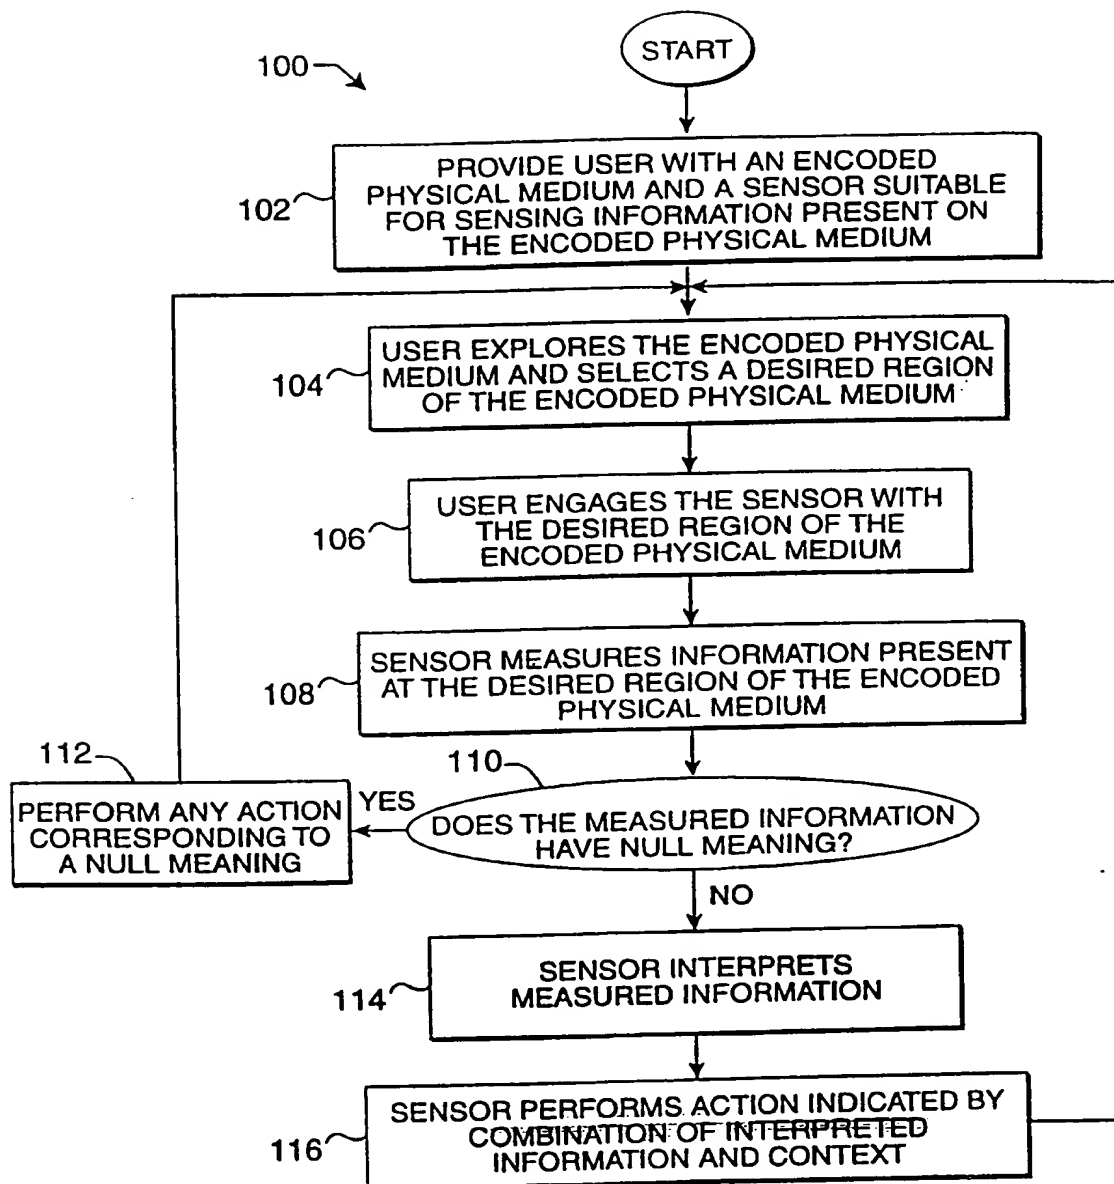 START
100
PROVIDE USER WITH AN ENCODED
PHYSICAL MEDIUM AND A SENSOR SUITABLE
FOR SENSING INFORMATION PRESENT ON
THE ENCODED PHYSICAL MEDIUM
102
USER EXPLORES THE ENCODED PHYSICAL
MEDIUM AND SELECTS A DESIRED REGION
OF THE ENCODED PHYSICAL MEDIUM
104
USER ENGAGES THE SENSOR WITH
THE DESIRED REGION OF THE
ENCODED PHYSICAL MEDIUM
106
SENSOR MEASURES INFORMATION PRESENT
AT THE DESIRED REGION OF THE ENCODED
PHYSICAL MEDIUM
108
112
110
PERFORM ANY ACTION
CORRESPONDING TO
A NULL MEANING
YES
DOES THE MEASURED INFORMATION
HAVE NULL MEANING?
NO
SENSOR INTERPRETS
MEASURED INFORMATION
114
SENSOR PERFORMS ACTION INDICATED BY
COMBINATION OF INTERPRETED
INFORMATION AND CONTEXT
116